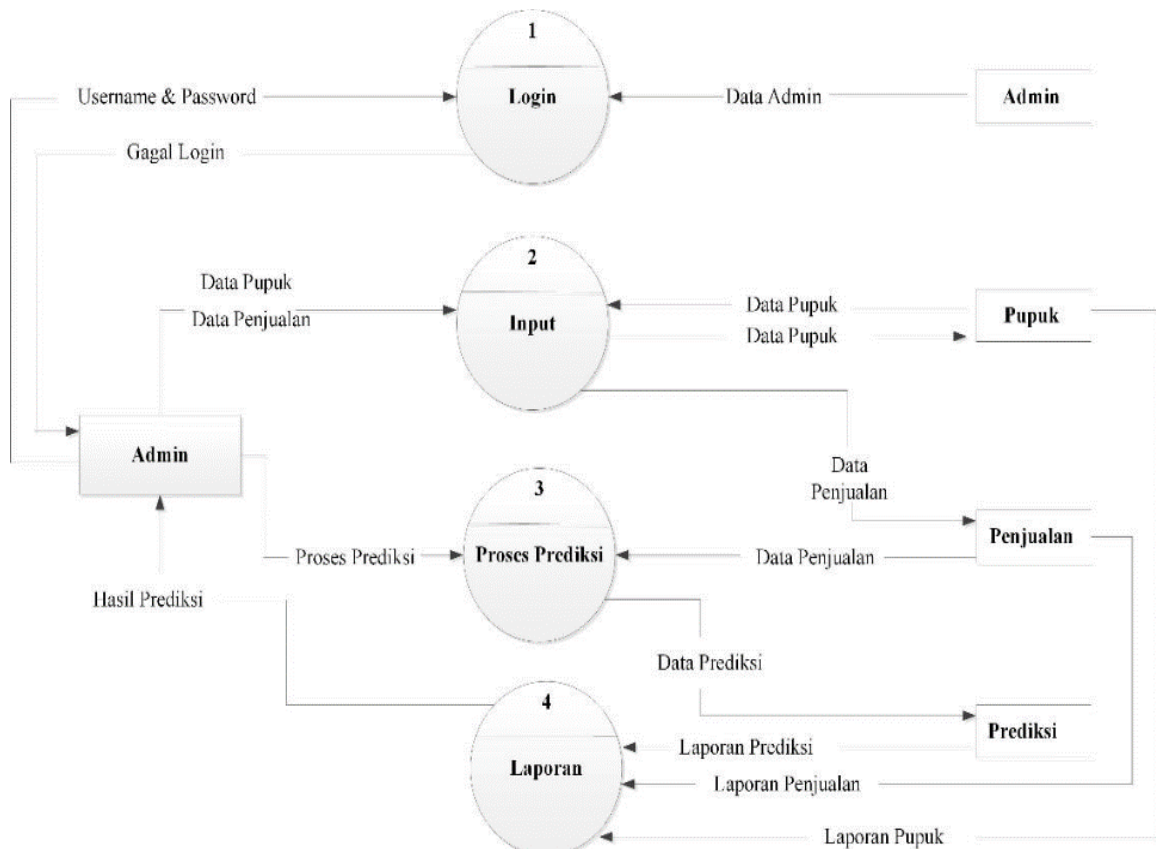 1
Username & Password
Login
Data Admin
Admin
Gagal Login
2
Data Pupuk
Data Penjualan
Input
Data Pupuk
Data Pupuk
Pupuk
Admin
Data
Penjualan
3
Proses Prediksi
Proses Prediksi
Data Penjualan
Penjualan
Hasil Prediksi
Data Prediksi
4
Laporan
Prediksi
Laporan Prediksi
Laporan Penjualan
Laporan Pupuk